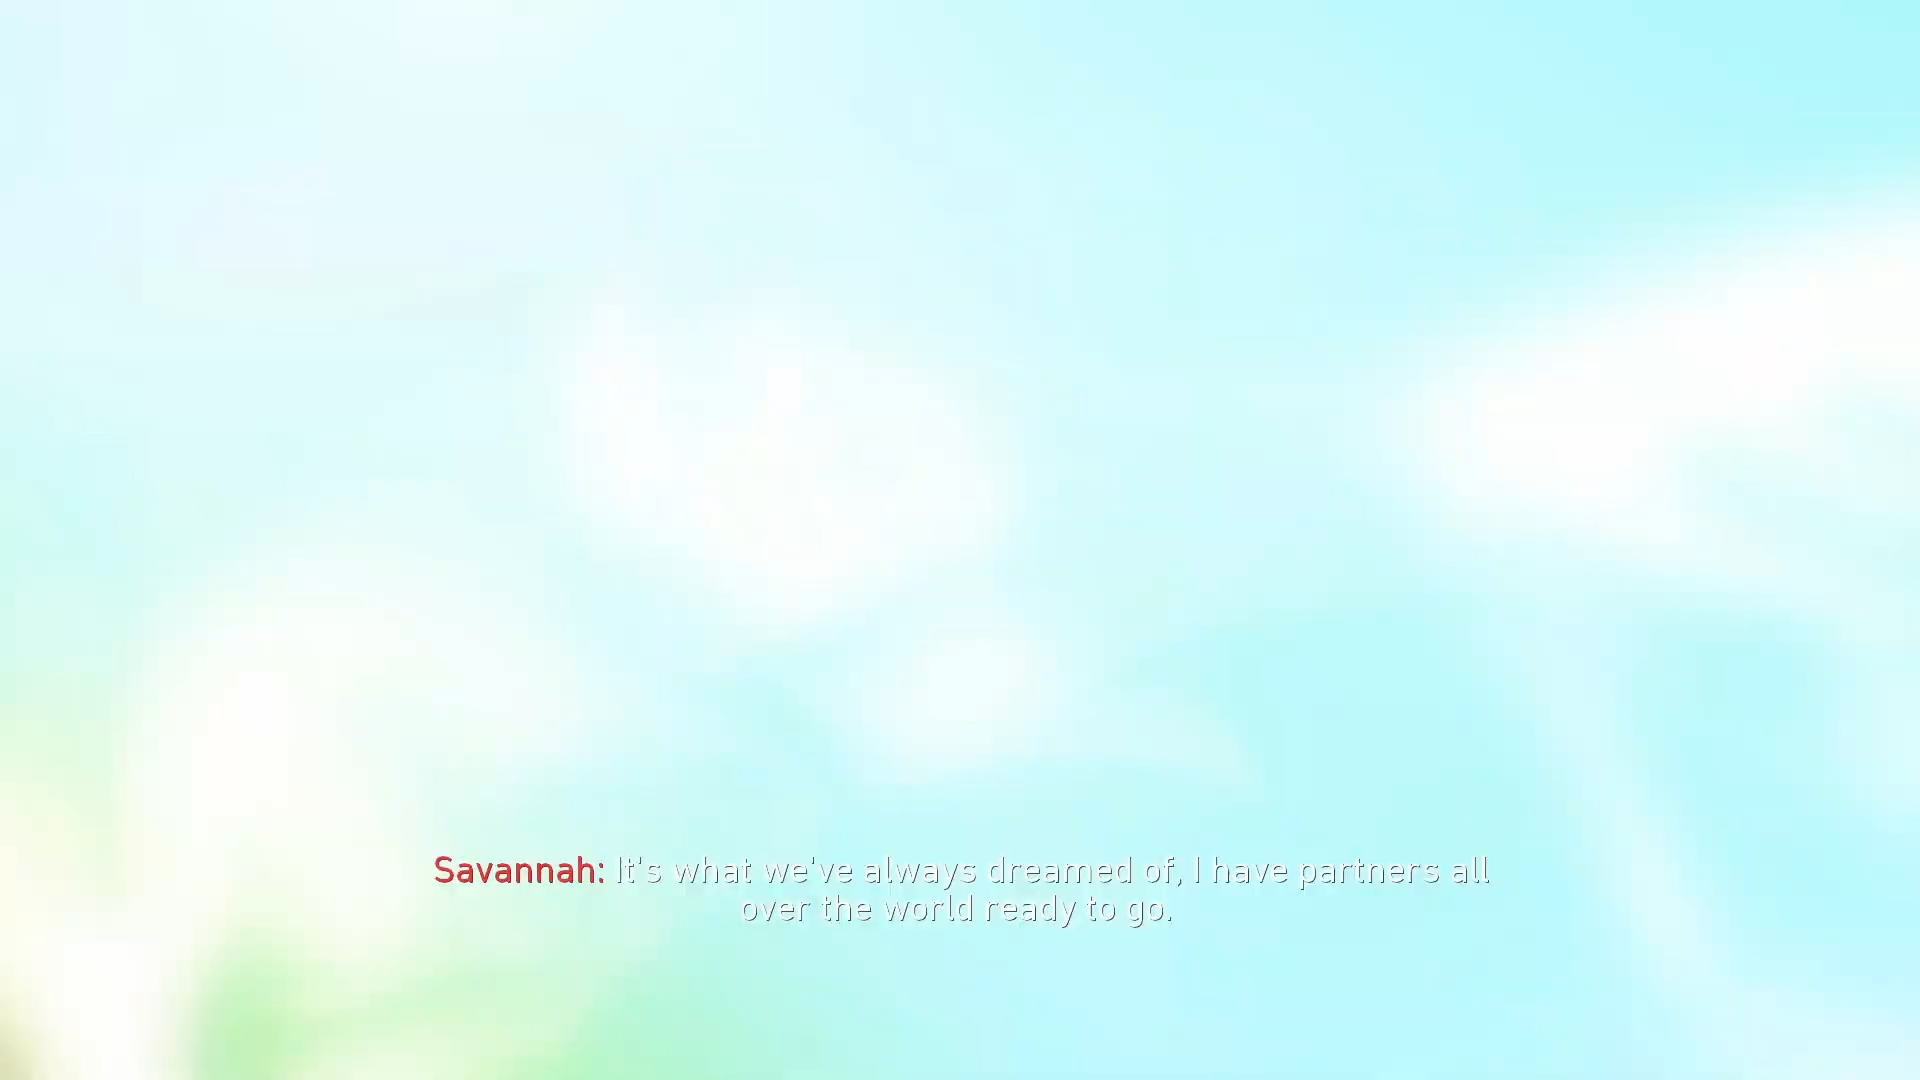 Savannah: It's what we've always dreamed of, I have partners all
over the world ready to go.